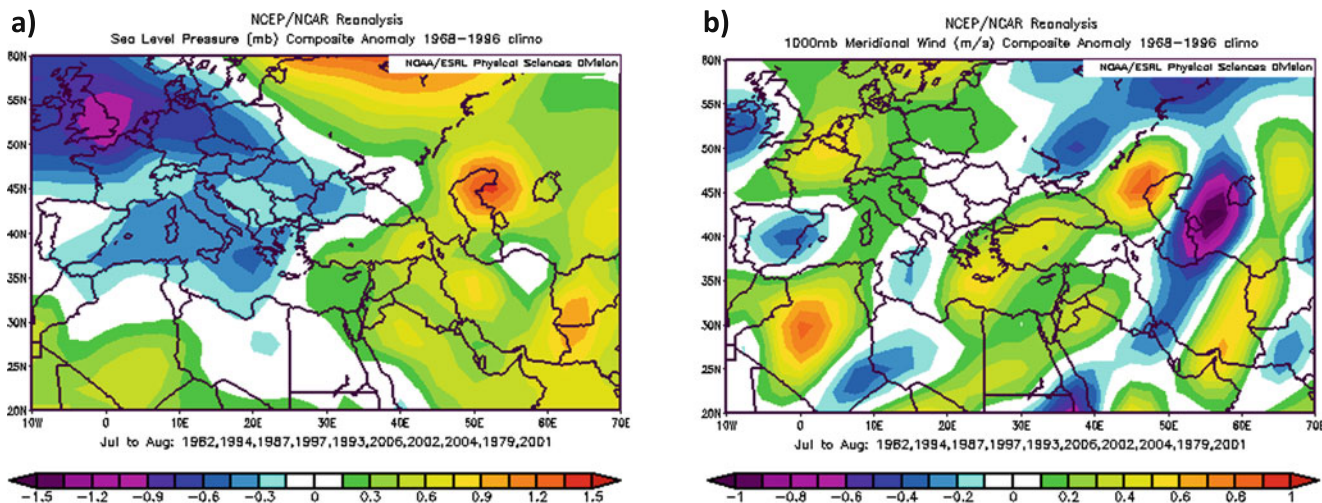 a)
NCEP/NCAR Reanalysis
Sea Level Pressure (mb) Composite Anomaly 1968-1996 climo
NOAA/ESRL Physical Sciences Division
60N
55N
50N
45N
40N
35N
30N
25N
20N
10W 0 10E 20E 30E 40E 50E 60E 70E
Jul to Aug: 1962,1994,1987,1997,1993,2006,2002,2004,1979,2001
-1.5 -1.2 -0.9 -0.6 -0.3 0 0.3 0.6 0.9 1.2 1.5
b)
NCEP/NCAR Reanalysis
1000mb Meridional Wind (m/s) Composite Anomaly 1968-1996 climo
NOAA/ESRL Physical Sciences Division
60N
55N
50N
45N
40N
35N
30N
25N
20N
10W 0 10E 20E 30E 40E 50E 60E 70E
Jul to Aug: 1962,1994,1987,1997,1993,2006,2002,2004,1979,2001
-1 -0.8 -0.6 -0.4 -0.2 0 0.2 0.4 0.6 0.8 1